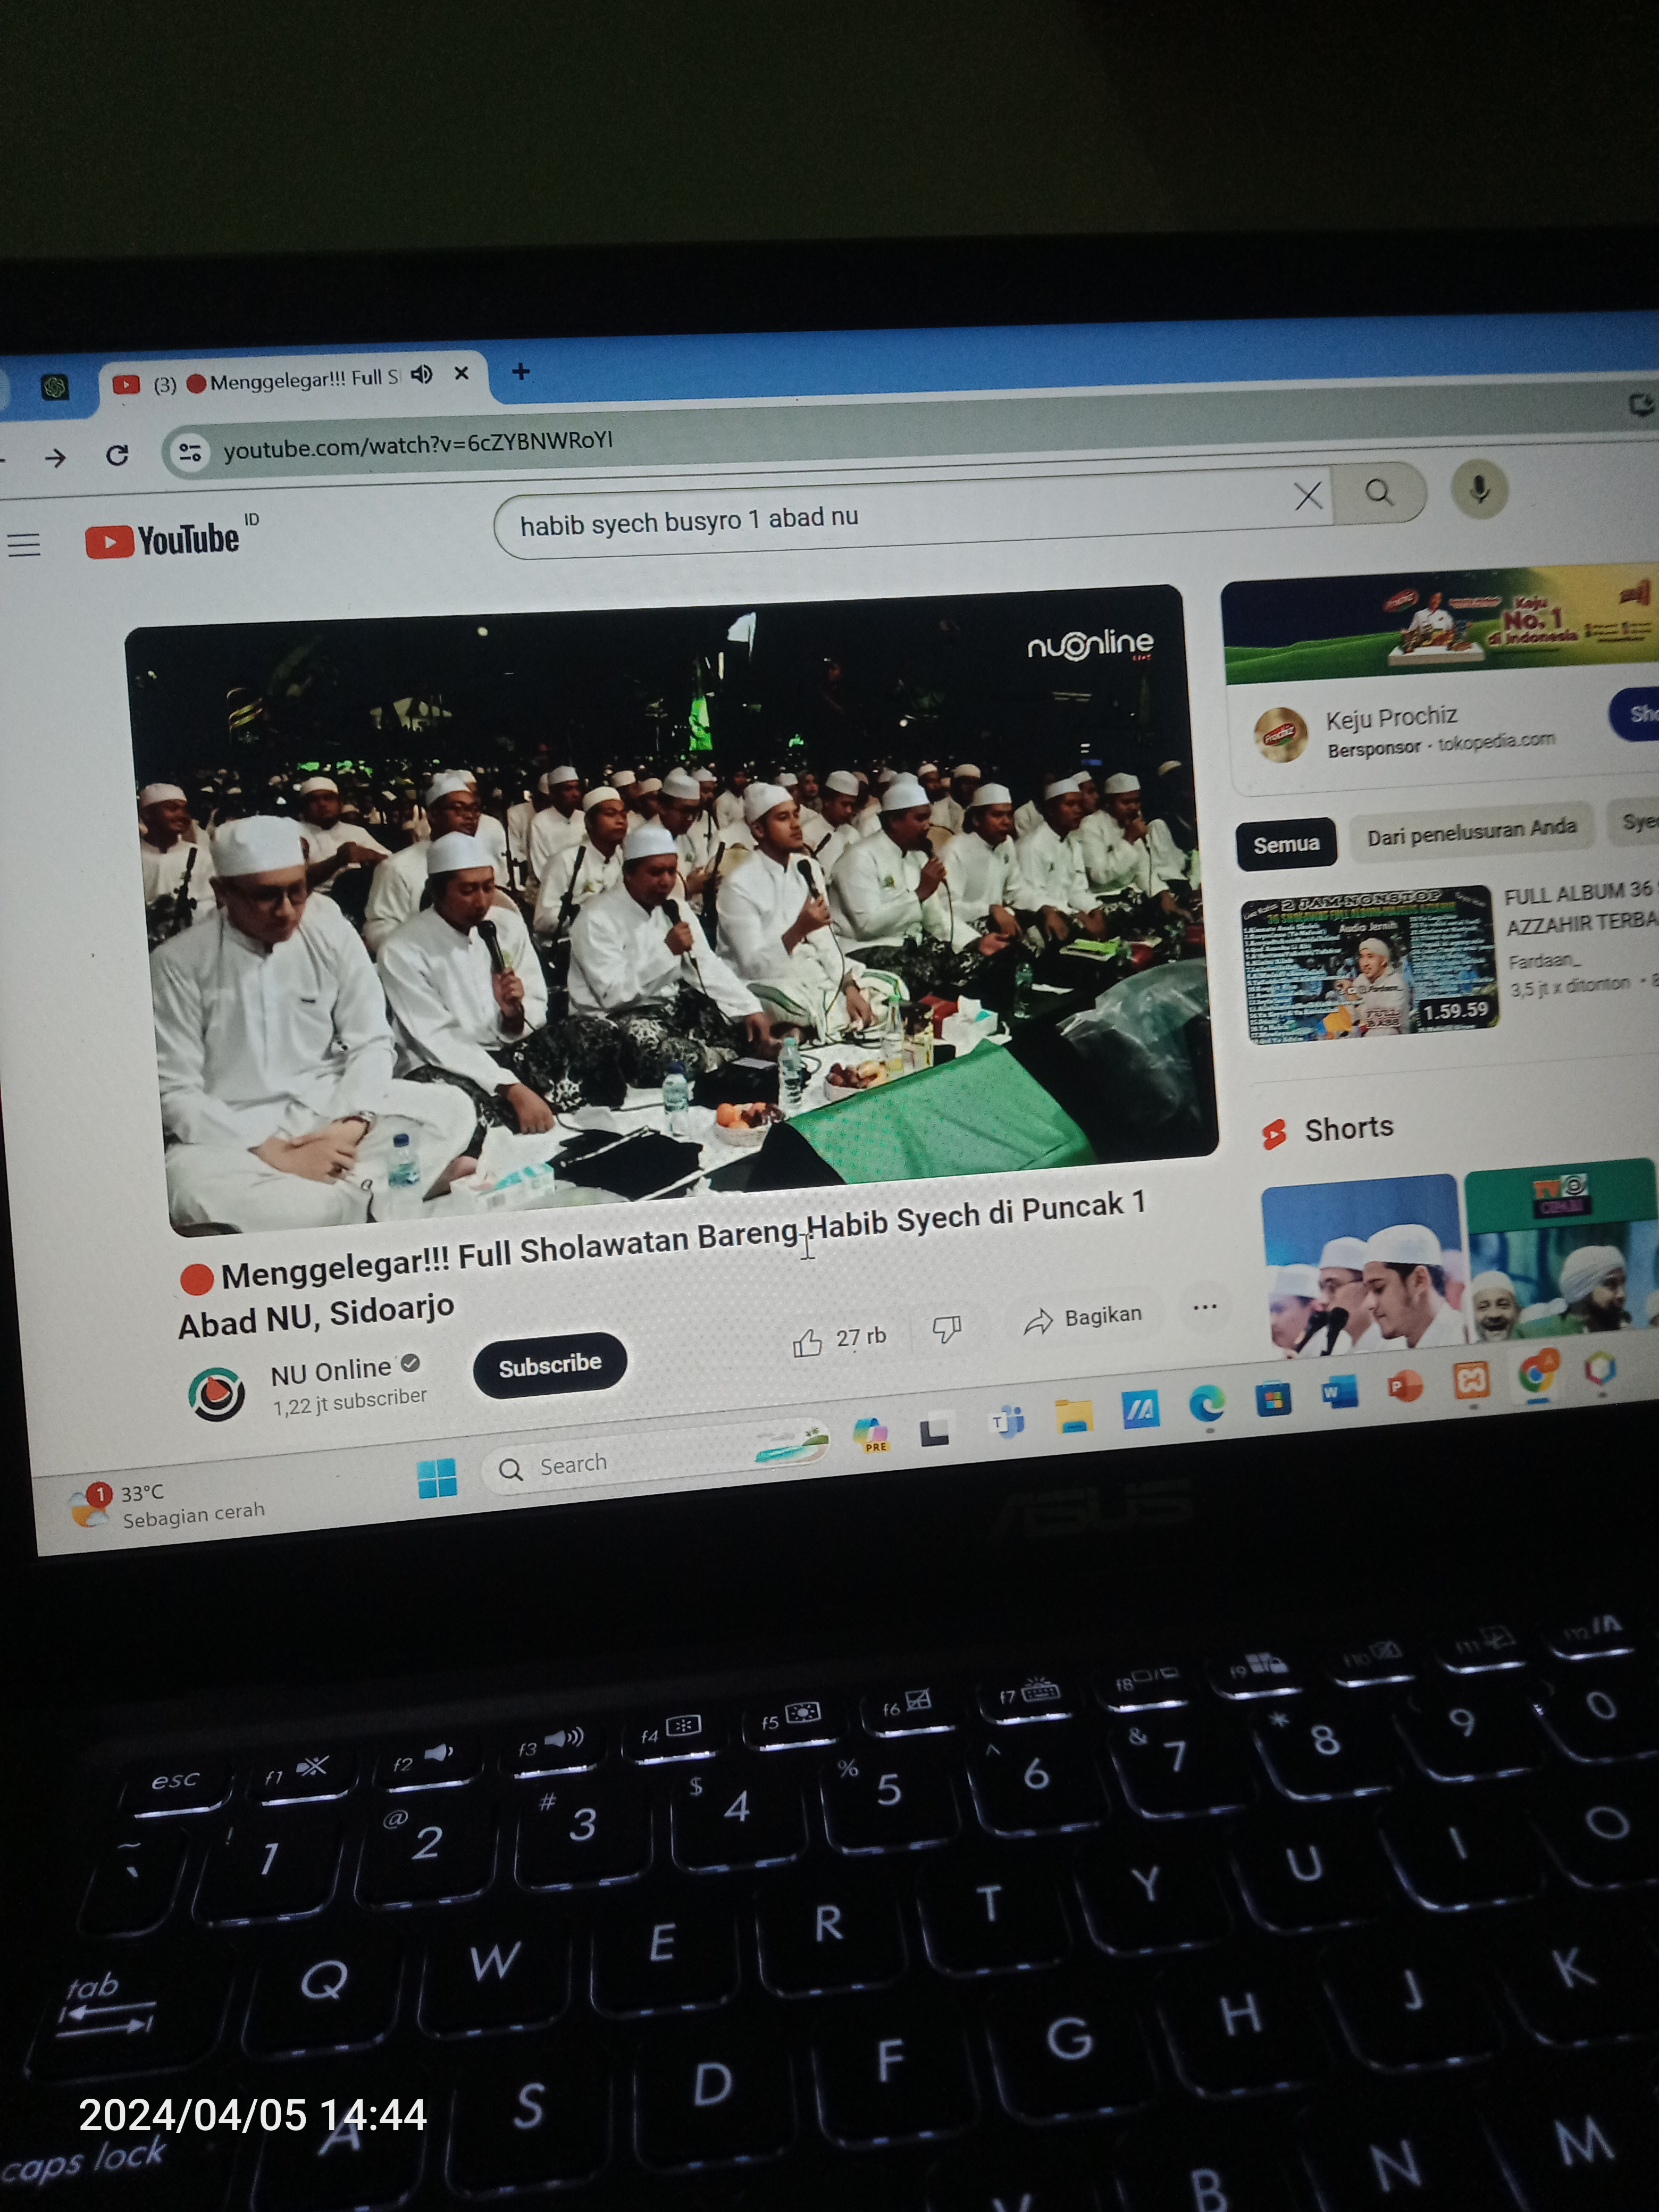 (3) Menggelegar!!! Full S
youtube.com/watch?v=6cZYBNWRoYI
YouTube ID
habib syech busyro 1 abad nu
nuonline
Keju
No. 1
di Indonesia
Keju Prochiz
Bersponsor · tokopedia.com
Semua
Dari penelusuran Anda
2 JAM NONSTOP
Audio Jernih
FULL
BASS
1.59.59
FULL ALBUM 36
AZZAHIR TERBA
Fardaan_
3,5 jt x ditonton
Shorts
Menggelegar!!! Full Sholawatan Bareng Habib Syech di Puncak 1
Abad NU, Sidoarjo
NU Online
1,22 jt subscriber
Subscribe
27 rb
Bagikan
...
1
33°C
Sebagian cerah
Search
PRE
ASUS
esc f1 f2 f3 f4 f5 f6 f7 f8 f9 f10 f11 f12
~ ` ! 1 @ 2 # 3 $ 4 % 5 ^ 6 & 7 * 8 9 0
tab Q W E R T Y U I O
caps lock A S D F G H J K
B N M
2024/04/05 14:44